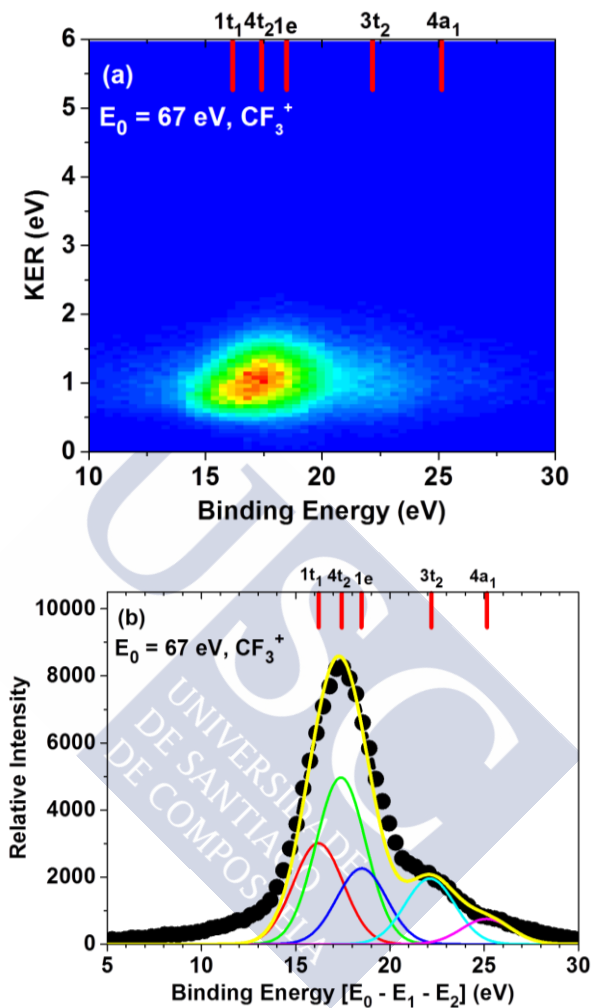 1t₁ 4t₂ 1e 3t₂ 4a₁
(a)
E₀ = 67 eV, CF₃⁺
KER (eV)
6
5
4
3
2
1
0
10 15 20 25 30
Binding Energy (eV)
1t₁ 4t₂ 1e 3t₂ 4a₁
(b)
E₀ = 67 eV, CF₃⁺
Relative Intensity
10000
8000
6000
4000
2000
0
5 10 15 20 25 30
Binding Energy [E₀ - E₁ - E₂] (eV)
USC
UNIVERSIDADE
DE SANTIAGO
DE COMPOSTELA